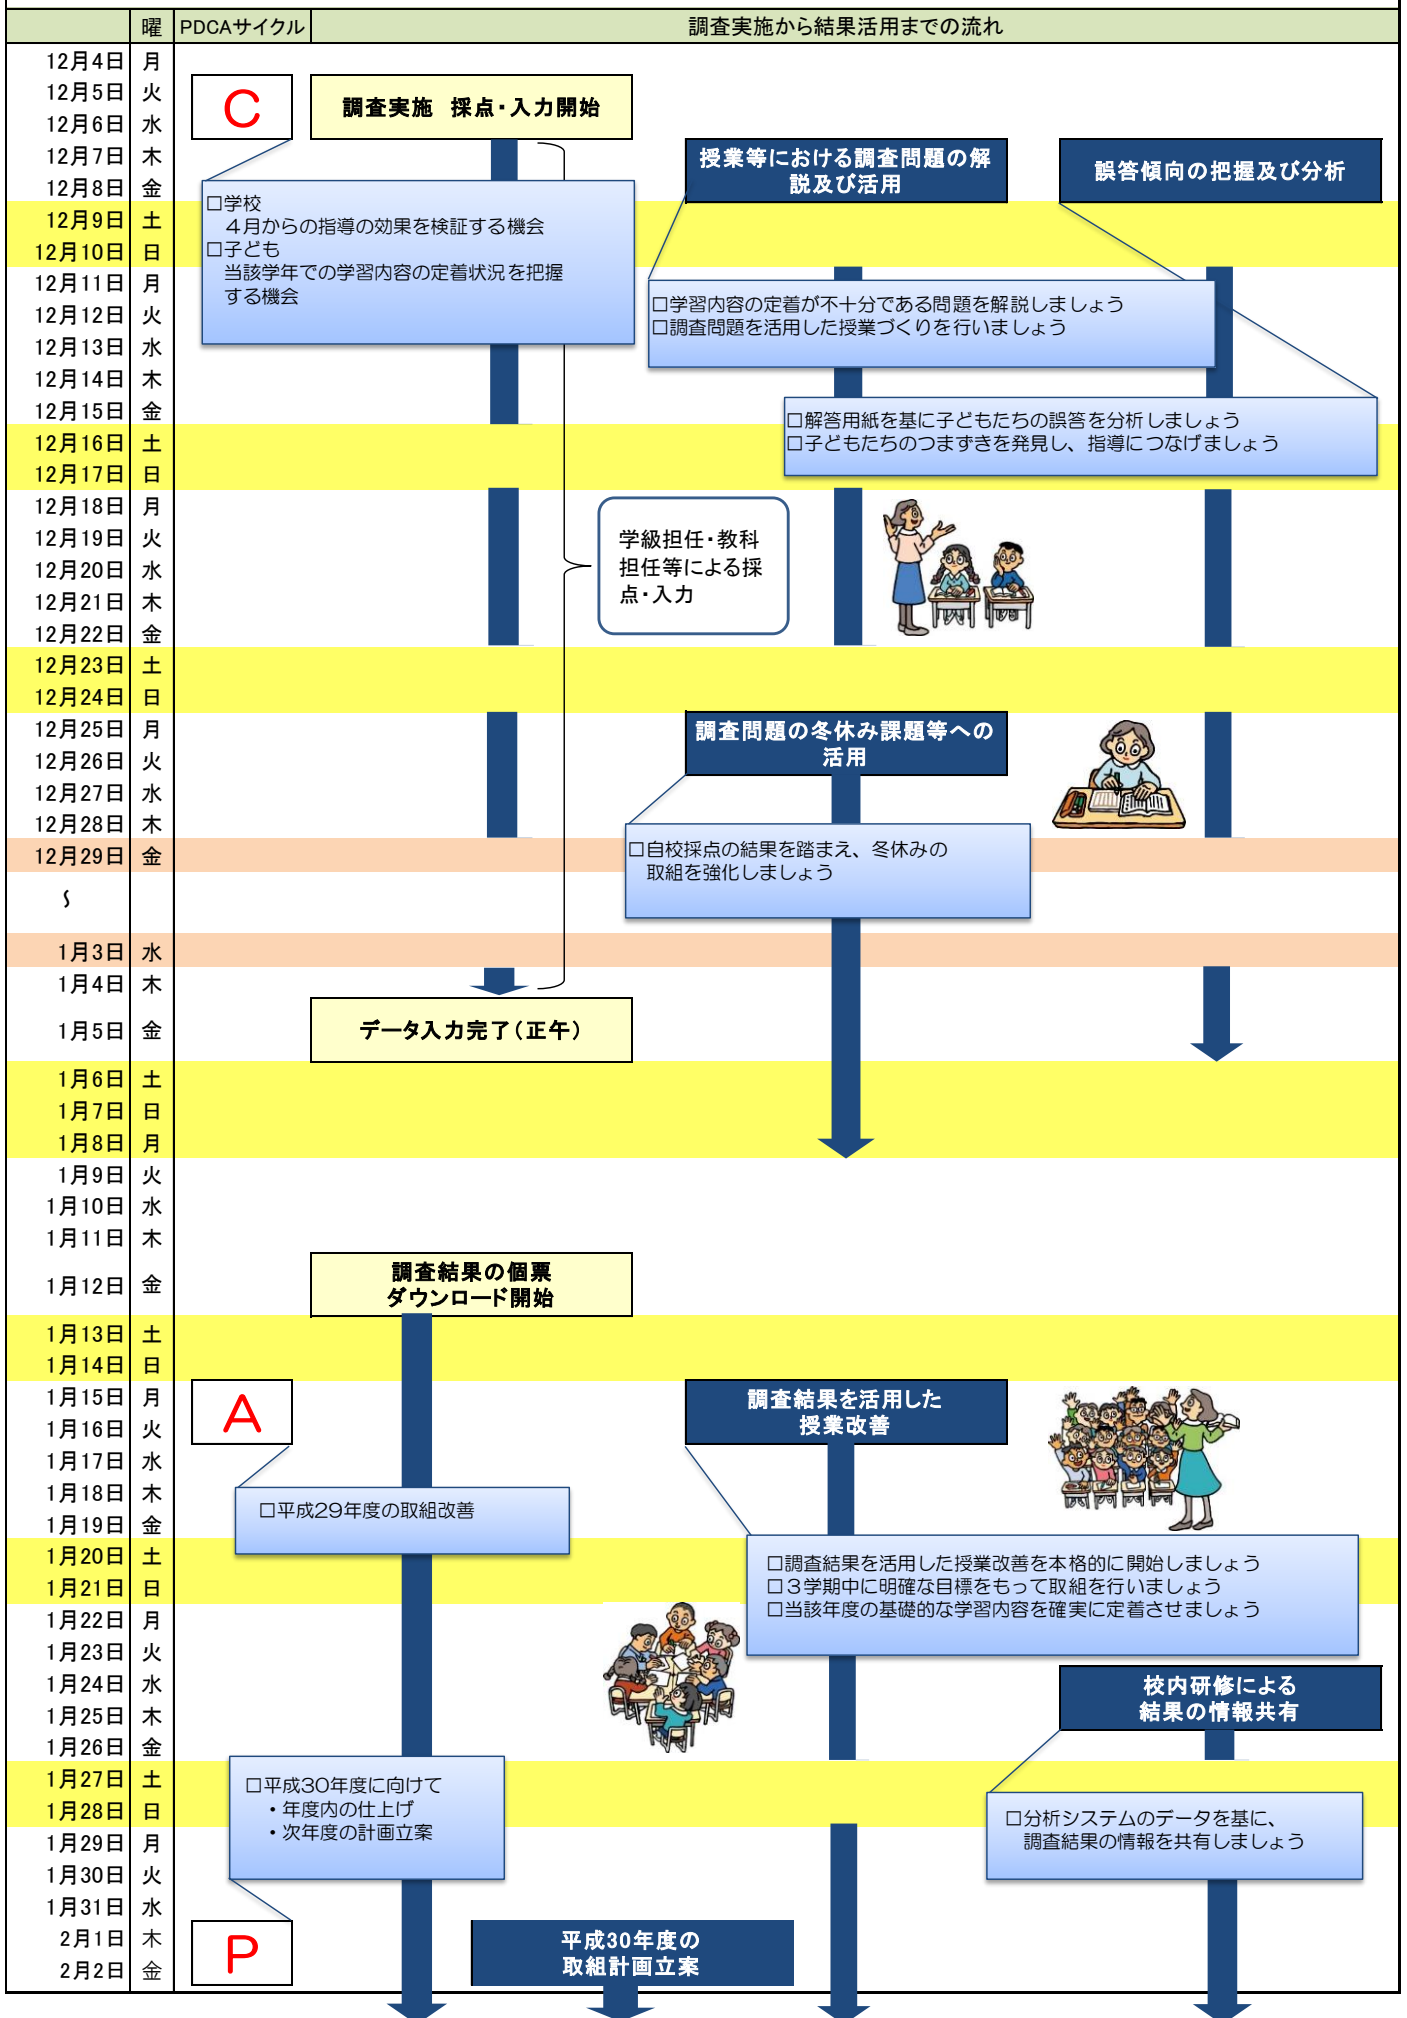 曜 PDCAサイクル 調査実施から結果活用までの流れ
12月4日 月
12月5日 火
12月6日 水
12月7日 木
12月8日 金
12月9日 土
12月10日 日
12月11日 月
12月12日 火
12月13日 水
12月14日 木
12月15日 金
12月16日 土
12月17日 日
12月18日 月
12月19日 火
12月20日 水
12月21日 木
12月22日 金
12月23日 土
12月24日 日
12月25日 月
12月26日 火
12月27日 水
12月28日 木
12月29日 金
～
1月3日 水
1月4日 木
1月5日 金
1月6日 土
1月7日 日
1月8日 月
1月9日 火
1月10日 水
1月11日 木
1月12日 金
1月13日 土
1月14日 日
1月15日 月
1月16日 火
1月17日 水
1月18日 木
1月19日 金
1月20日 土
1月21日 日
1月22日 月
1月23日 火
1月24日 水
1月25日 木
1月26日 金
1月27日 土
1月28日 日
1月29日 月
1月30日 火
1月31日 水
2月1日 木
2月2日 金
C
調査実施　採点・入力開始
□学校
４月からの指導の効果を検証する機会
□子ども
当該学年での学習内容の定着状況を把握
する機会
授業等における調査問題の解
説及び活用
誤答傾向の把握及び分析
□学習内容の定着が不十分である問題を解説しましょう
□調査問題を活用した授業づくりを行いましょう
□解答用紙を基に子どもたちの誤答を分析しましょう
□子どもたちのつまずきを発見し、指導につなげましょう
学級担任・教科
担任等による採
点・入力
調査問題の冬休み課題等への
活用
□自校採点の結果を踏まえ、冬休みの
取組を強化しましょう
データ入力完了（正午）
調査結果の個票
ダウンロード開始
A
□平成29年度の取組改善
調査結果を活用した
授業改善
□調査結果を活用した授業改善を本格的に開始しましょう
□３学期中に明確な目標をもって取組を行いましょう
□当該年度の基礎的な学習内容を確実に定着させましょう
校内研修による
結果の情報共有
□分析システムのデータを基に、
調査結果の情報を共有しましょう
□平成30年度に向けて
・年度内の仕上げ
・次年度の計画立案
P
平成30年度の
取組計画立案